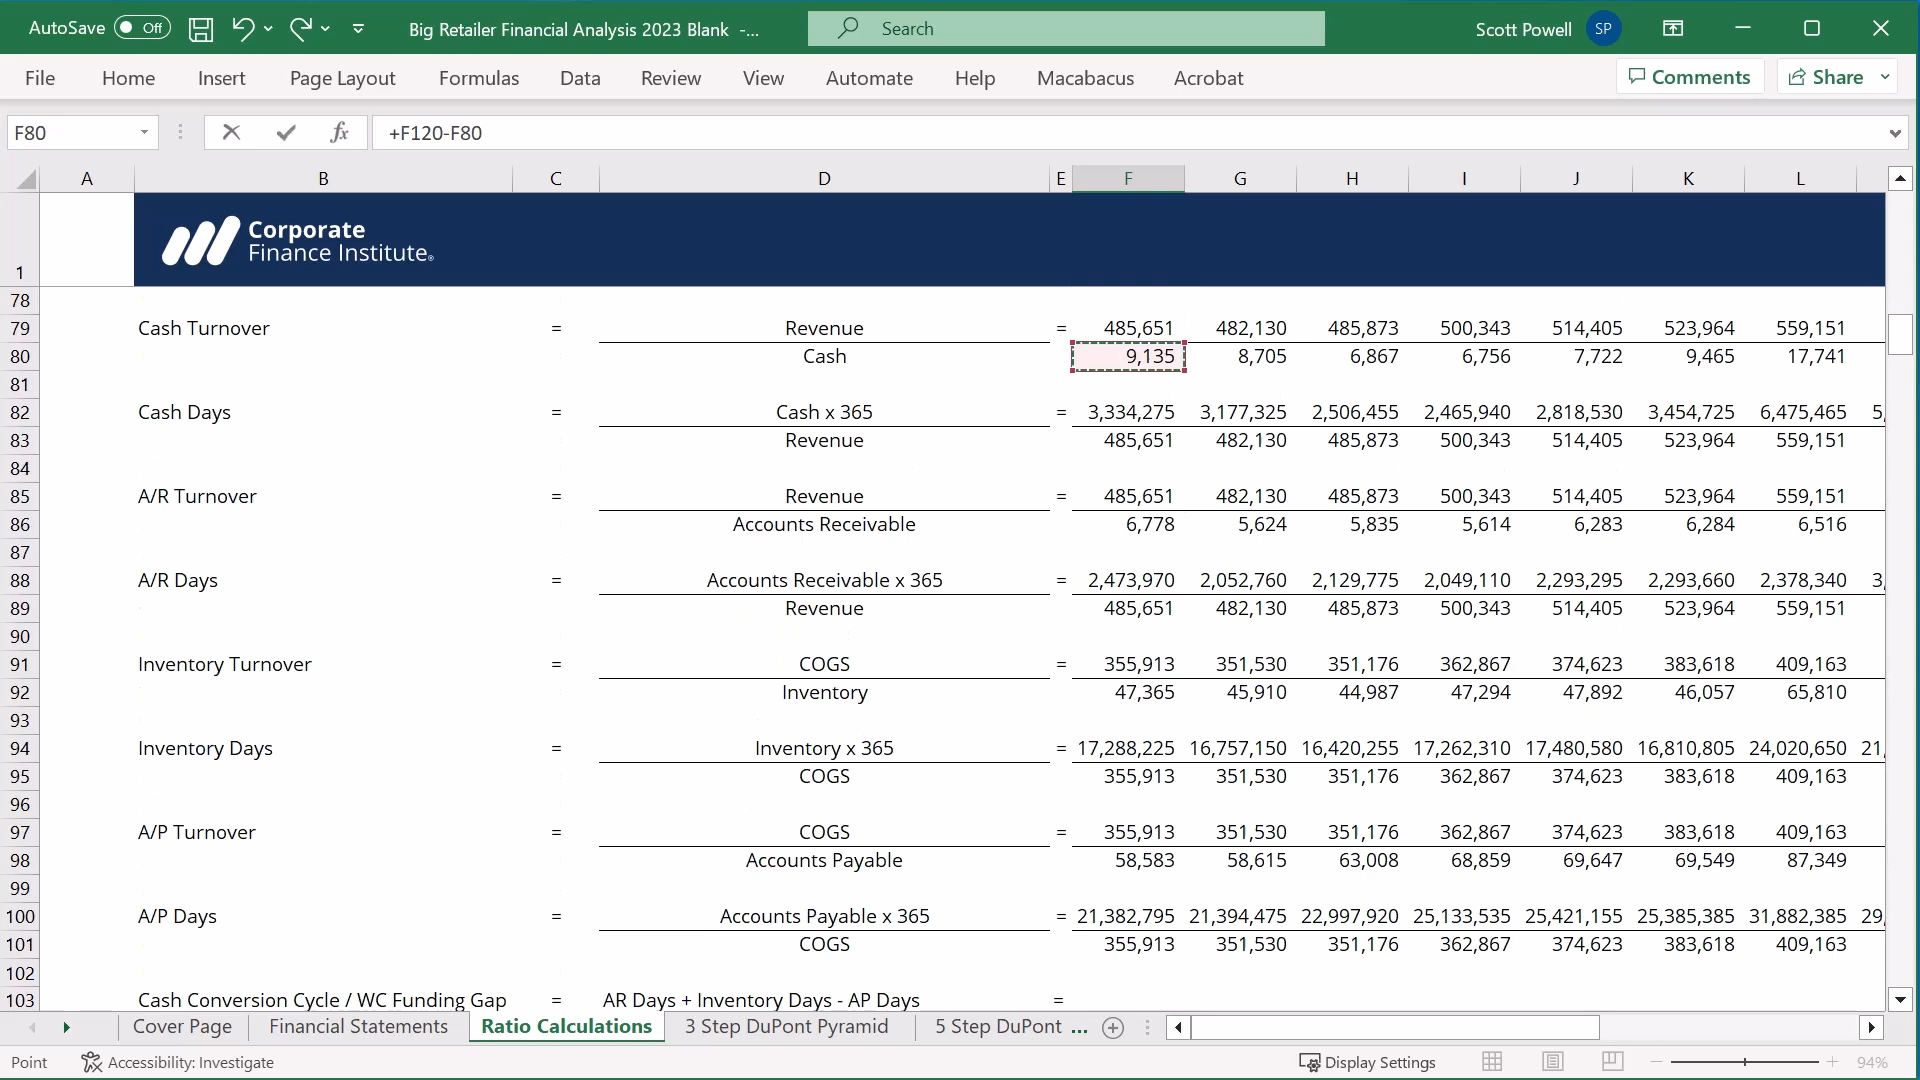 AutoSave Off Big Retailer Financial Analysis 2023 Blank -... Search Scott Powell SP
File Home Insert Page Layout Formulas Data Review View Automate Help Macabacus Acrobat Comments Share
F80 fx +F120-F80
A B C D E F G H I J K L
Corporate
Finance Institute®
1
78
79 Cash Turnover = Revenue = 485,651 482,130 485,873 500,343 514,405 523,964 559,151
80 Cash 9,135 8,705 6,867 6,756 7,722 9,465 17,741
81
82 Cash Days = Cash x 365 = 3,334,275 3,177,325 2,506,455 2,465,940 2,818,530 3,454,725 6,475,465 5,
83 Revenue 485,651 482,130 485,873 500,343 514,405 523,964 559,151
84
85 A/R Turnover = Revenue = 485,651 482,130 485,873 500,343 514,405 523,964 559,151
86 Accounts Receivable 6,778 5,624 5,835 5,614 6,283 6,284 6,516
87
88 A/R Days = Accounts Receivable x 365 = 2,473,970 2,052,760 2,129,775 2,049,110 2,293,295 2,293,660 2,378,340 3,
89 Revenue 485,651 482,130 485,873 500,343 514,405 523,964 559,151
90
91 Inventory Turnover = COGS = 355,913 351,530 351,176 362,867 374,623 383,618 409,163
92 Inventory 47,365 45,910 44,987 47,294 47,892 46,057 65,810
93
94 Inventory Days = Inventory x 365 = 17,288,225 16,757,150 16,420,255 17,262,310 17,480,580 16,810,805 24,020,650 21,
95 COGS 355,913 351,530 351,176 362,867 374,623 383,618 409,163
96
97 A/P Turnover = COGS = 355,913 351,530 351,176 362,867 374,623 383,618 409,163
98 Accounts Payable 58,583 58,615 63,008 68,859 69,647 69,549 87,349
99
100 A/P Days = Accounts Payable x 365 = 21,382,795 21,394,475 22,997,920 25,133,535 25,421,155 25,385,385 31,882,385 29,
101 COGS 355,913 351,530 351,176 362,867 374,623 383,618 409,163
102
103 Cash Conversion Cycle / WC Funding Gap = AR Days + Inventory Days - AP Days =
Cover Page Financial Statements Ratio Calculations 3 Step DuPont Pyramid 5 Step DuPont ...
Point Accessibility: Investigate Display Settings 94%